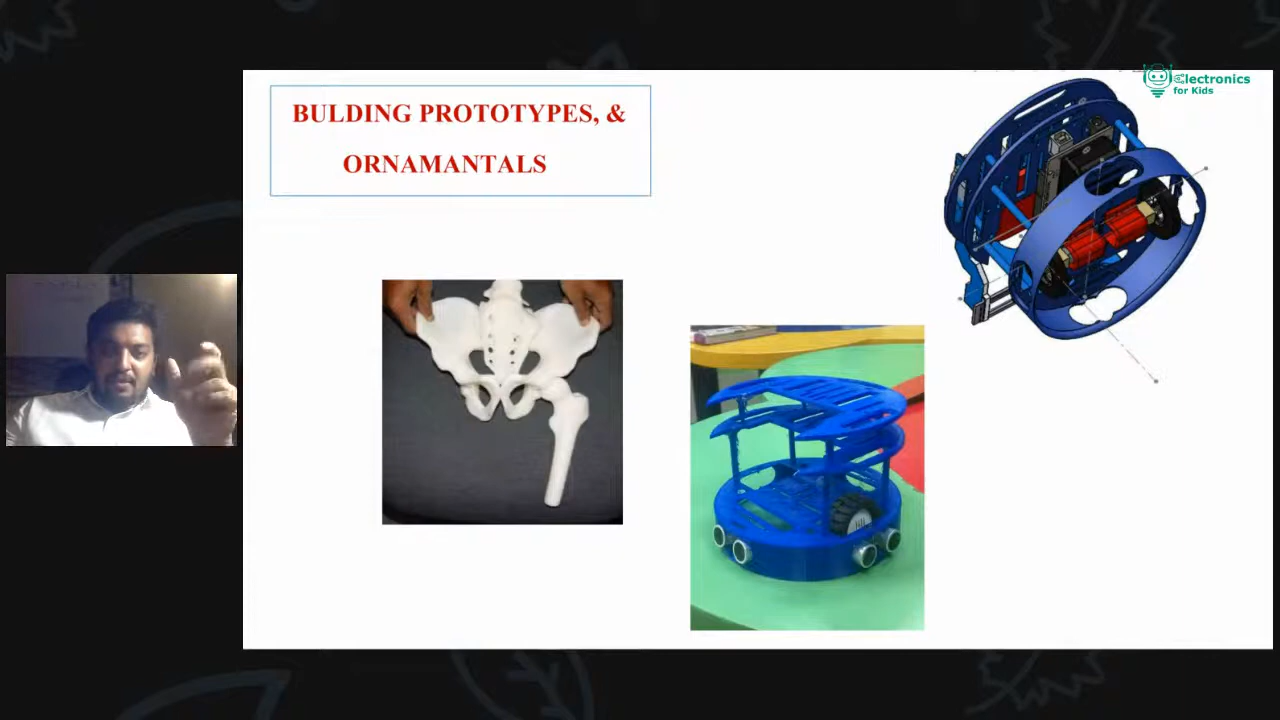 BULDING PROTOTYPES, &
ORNAMANTALS
Electronics
for Kids